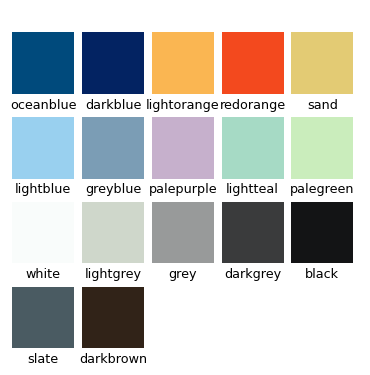 oceanblue darkblue lightorange redorange sand
lightblue greyblue palepurple lightteal palegreen
white lightgrey grey darkgrey black
slate darkbrown